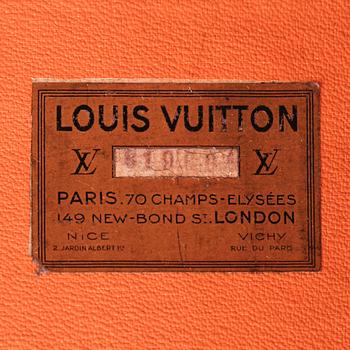 LOUIS VUITTON
LV LV
PARIS.70 CHAMPS-ELYSÉES
149 NEW-BOND St. LONDON
NICE VICHY
2 JARDIN ALBERT 1er RUE DU PARC